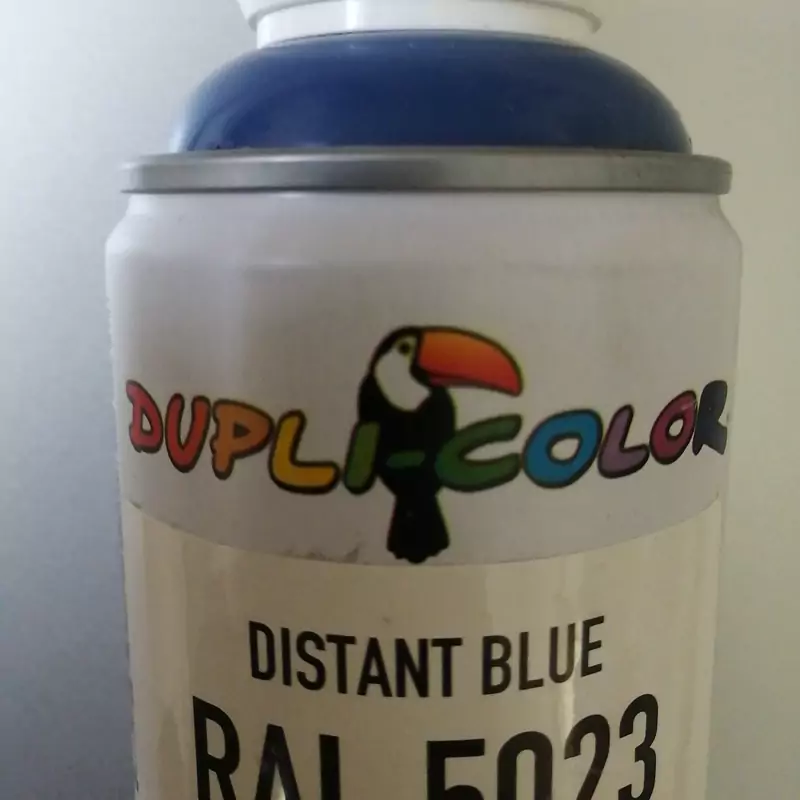 DUPLI-COLOR
DISTANT BLUE
RAL 5023